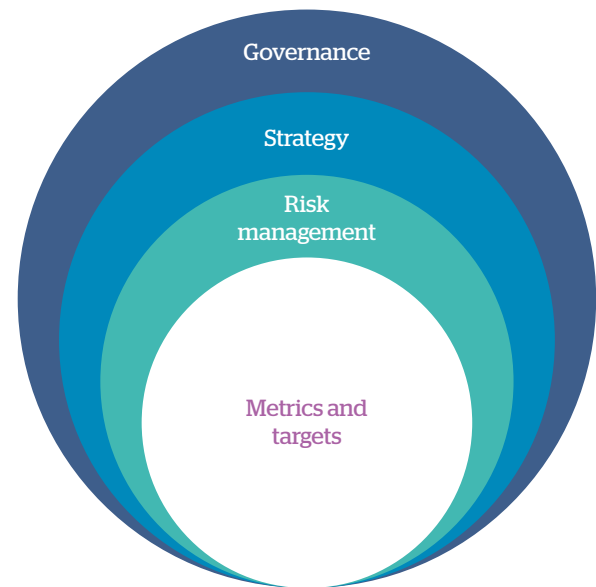 Governance
Strategy
Risk
management
Metrics and
targets